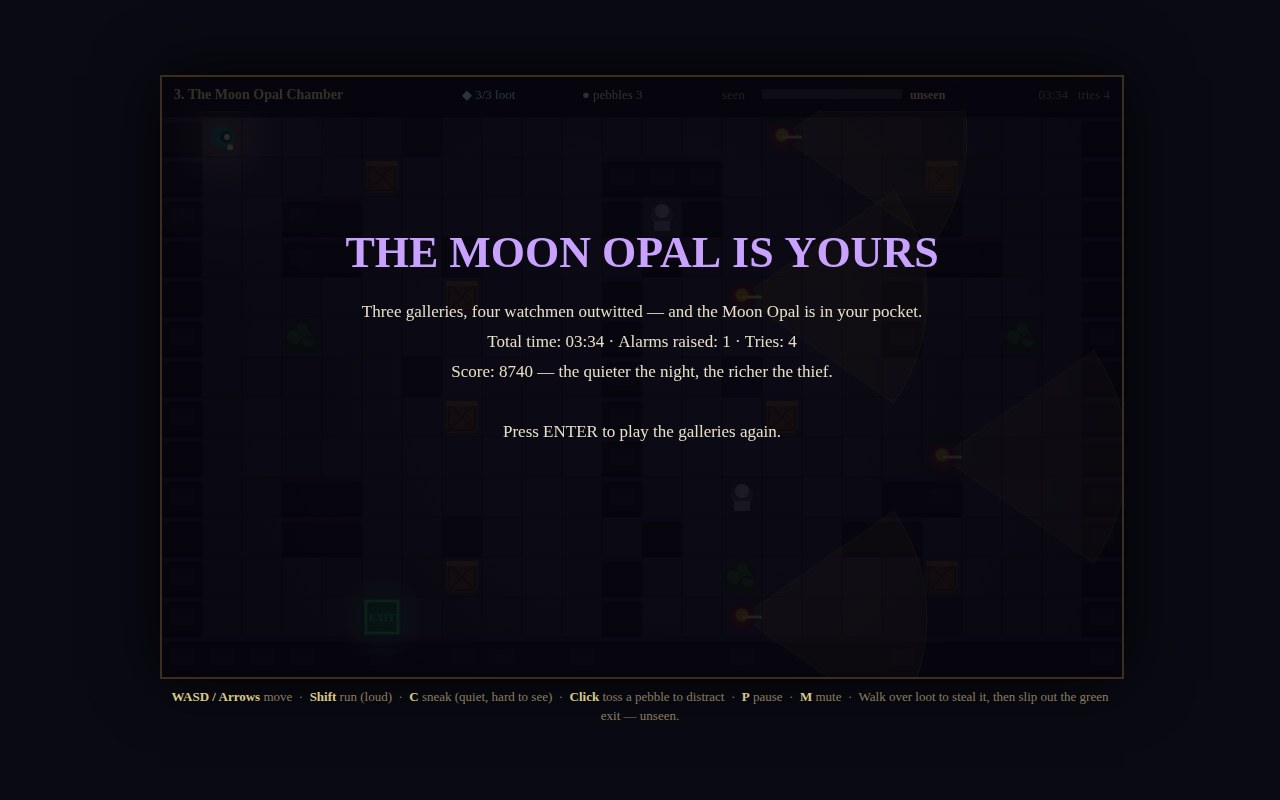 3. The Moon Opal Chamber ◆ 3/3 loot ● pebbles 3 seen unseen 03:34 tries 4
THE MOON OPAL IS YOURS
Three galleries, four watchmen outwitted — and the Moon Opal is in your pocket.
Total time: 03:34 · Alarms raised: 1 · Tries: 4
Score: 8740 — the quieter the night, the richer the thief.
Press ENTER to play the galleries again.
EXIT
WASD / Arrows move · Shift run (loud) · C sneak (quiet, hard to see) · Click toss a pebble to distract · P pause · M mute · Walk over loot to steal it, then slip out the green
exit — unseen.